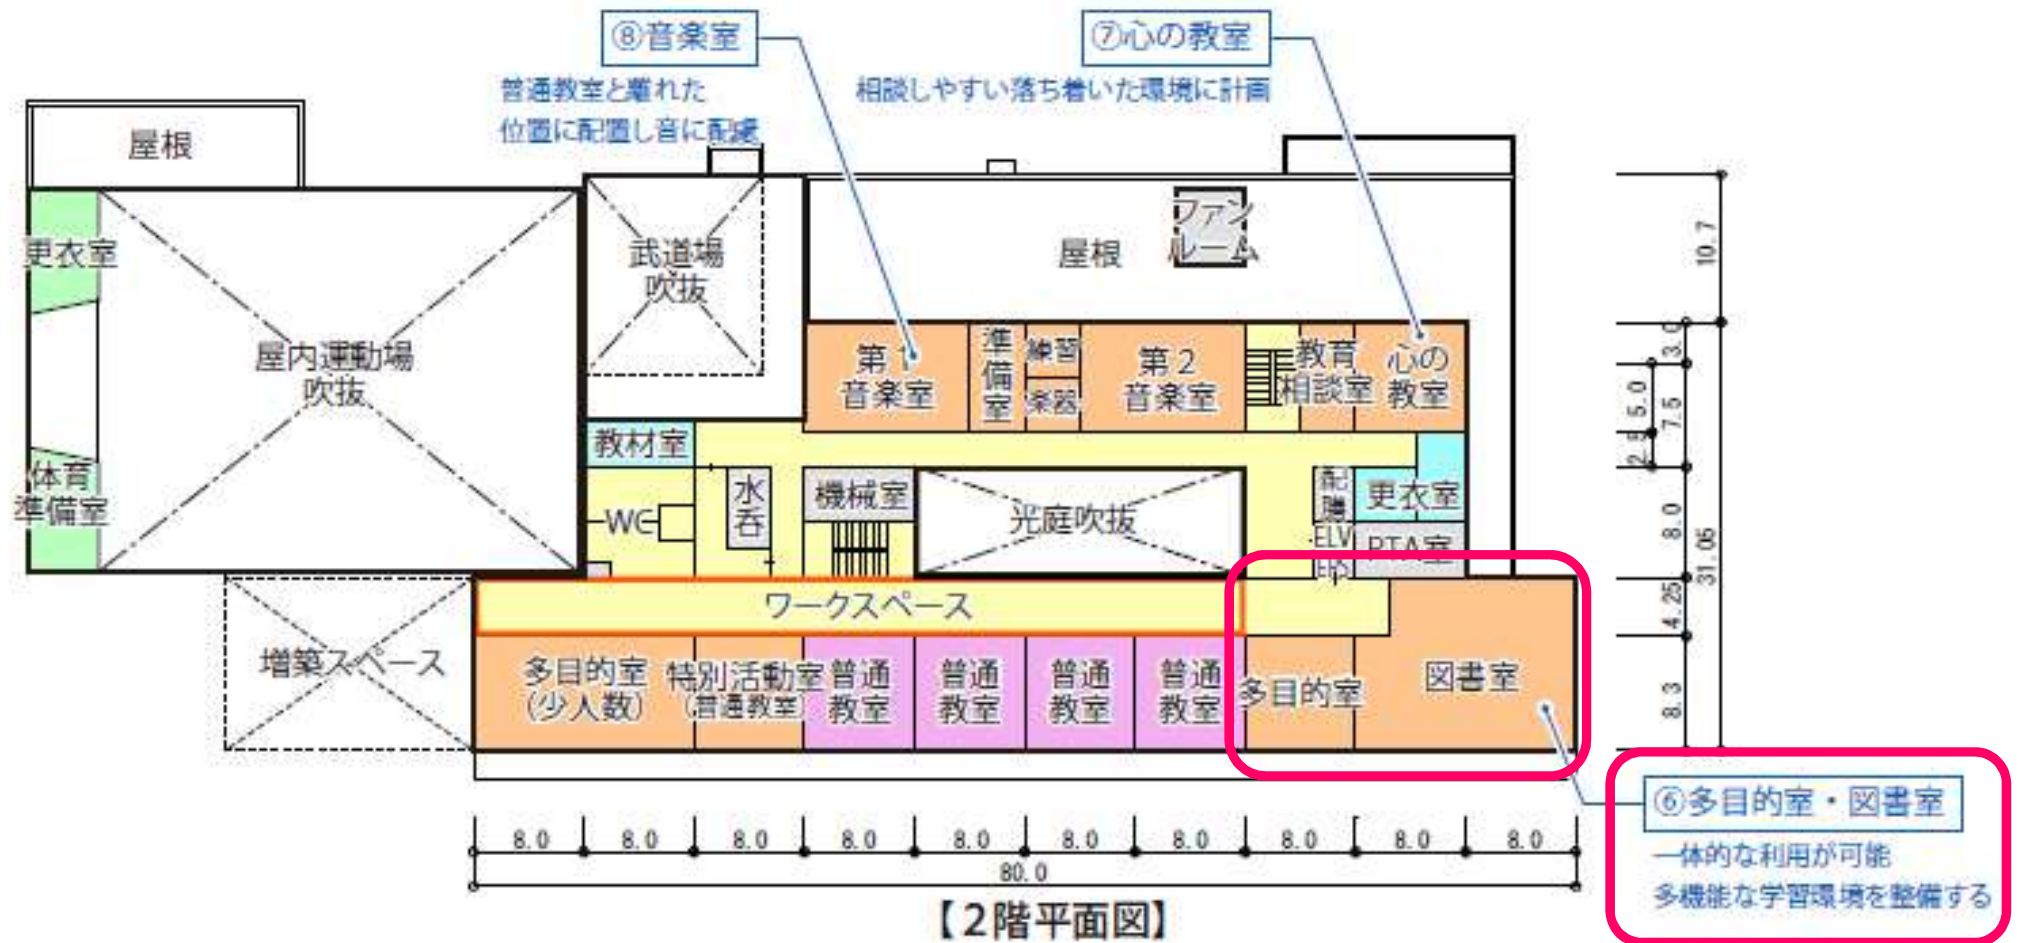 ⑧音楽室
普通教室と離れた
位置に配置し音に配慮
⑦心の教室
相談しやすい落ち着いた環境に計画
屋根
更衣室
屋内運動場
吹抜
体育
準備室
武道場
吹抜
屋根
ファン
ルーム
第1
音楽室
準
備
室
練習
楽器
第2
音楽室
教育
相談室
心の
教室
教材室
WC
水
呑
機械室
光庭吹抜
配
膳
ELV
EPS
更衣室
PTA室
ワークスペース
増築スペース
多目的室
(少人数)
特別活動室
(普通教室)
普通
教室
普通
教室
普通
教室
普通
教室
多目的室
図書室
10.7
3.0
5.0
7.5
2.5
8.0
31.05
4.25
8.3
⑥多目的室・図書室
一体的な利用が可能
多機能な学習環境を整備する
8.0 8.0 8.0 8.0 8.0 8.0 8.0 8.0 8.0 8.0
80.0
【2階平面図】